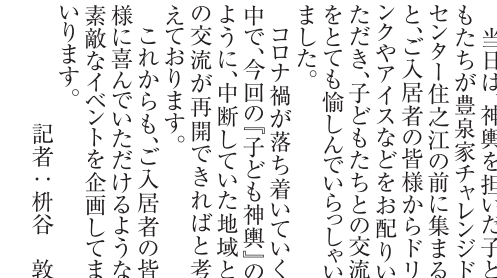 当日は、神輿を担いだ子ど
もたちが豊泉家チャレンジド
センター住之江の前に集まる
と、ご入居者の皆様からドリ
ンクやアイスなどをお配りい
ただき、子どもたちとの交流
をとても愉しんでいらっしゃい
ました。
コロナ禍が落ち着いていく
中で、今回の『子ども神輿』の
ように、中断していた地域と
の交流が再開できればと考
えております。
これからも、ご入居者の皆
様に喜んでいただけるような
素敵なイベントを企画してま
いります。
記者：枡谷 敦